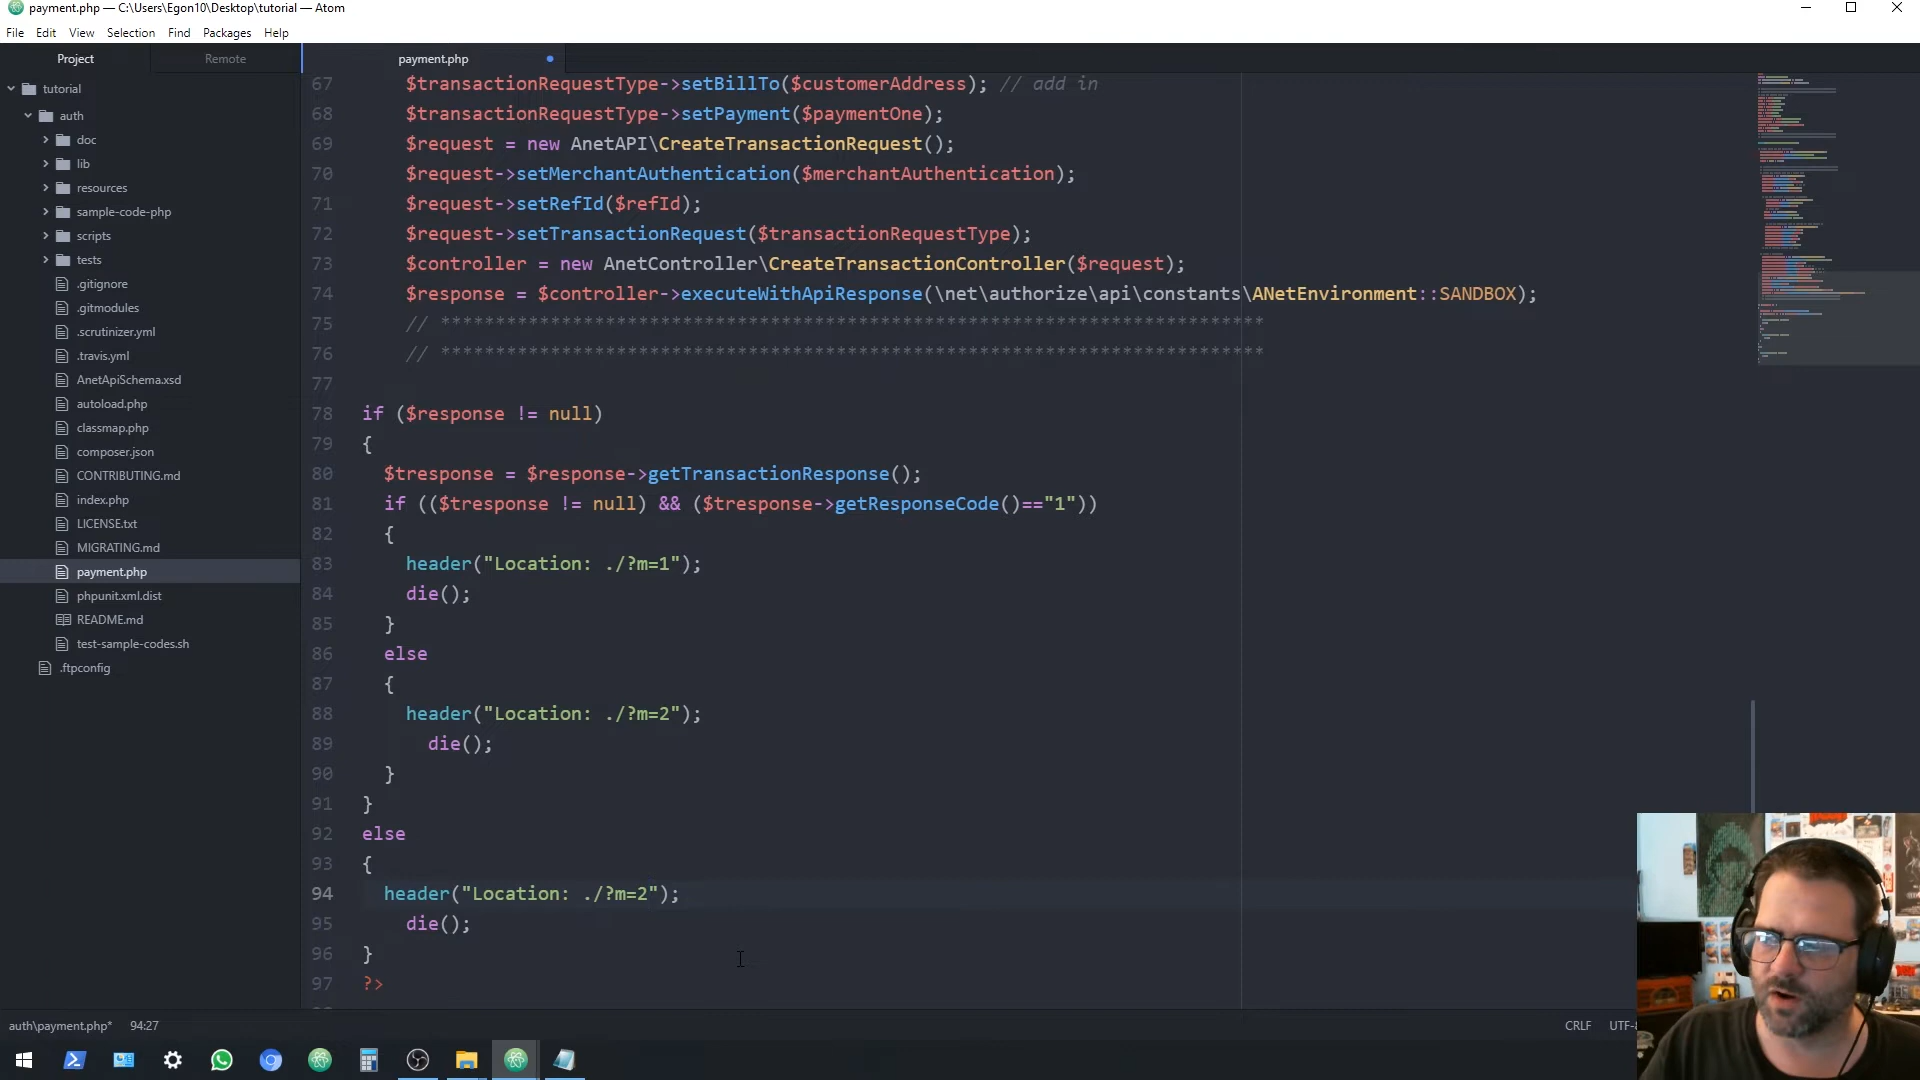 payment.php — C:\Users\Egon10\Desktop\tutorial — Atom
File Edit View Selection Find Packages Help
Project
Remote
payment.php
tutorial
auth
doc
lib
resources
sample-code-php
scripts
tests
.gitignore
.gitmodules
.scrutinizer.yml
.travis.yml
AnetApiSchema.xsd
autoload.php
classmap.php
composer.json
CONTRIBUTING.md
index.php
LICENSE.txt
MIGRATING.md
payment.php
phpunit.xml.dist
README.md
test-sample-codes.sh
.ftpconfig
67 $transactionRequestType->setBillTo($customerAddress); // add in
68 $transactionRequestType->setPayment($paymentOne);
69 $request = new AnetAPI\CreateTransactionRequest();
70 $request->setMerchantAuthentication($merchantAuthentication);
71 $request->setRefId($refId);
72 $request->setTransactionRequest($transactionRequestType);
73 $controller = new AnetController\CreateTransactionController($request);
74 $response = $controller->executeWithApiResponse(\net\authorize\api\constants\ANetEnvironment::SANDBOX);
75 // ***************************************************************************
76 // ***************************************************************************
77
78 if ($response != null)
79 {
80 $tresponse = $response->getTransactionResponse();
81 if (($tresponse != null) && ($tresponse->getResponseCode()=="1"))
82 {
83 header("Location: ./?m=1");
84 die();
85 }
86 else
87 {
88 header("Location: ./?m=2");
89 die();
90 }
91 }
92 else
93 {
94 header("Location: ./?m=2");
95 die();
96 }
97 ?>
auth\payment.php* 94:27
CRLF UTF-8